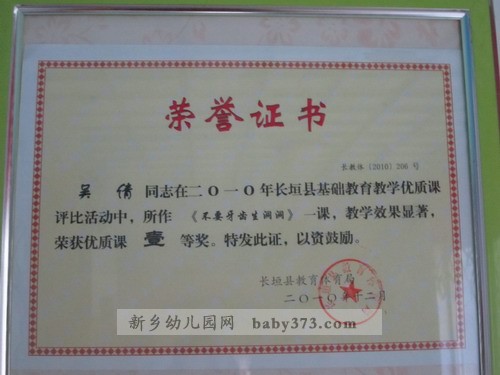 荣誉证书
长教体〔2010〕206 号
吴倩 同志在二〇一〇年长垣县基础教育教学优质课
评比活动中，所作 《不要牙齿生洞洞》 一课，教学效果显著，
荣获优质课 壹 等奖。特发此证，以资鼓励。
长垣县教育体育局
二〇一〇年十二月
新乡幼儿园网 baby373.com